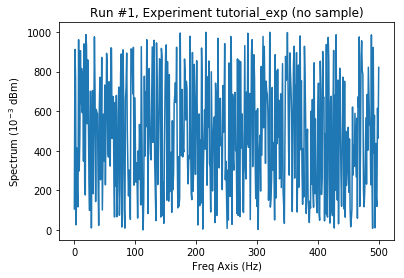 Run #1, Experiment tutorial_exp (no sample)
1000
800
600
400
200
0
Spectrum (10⁻³ dBm)
0 100 200 300 400 500
Freq Axis (Hz)